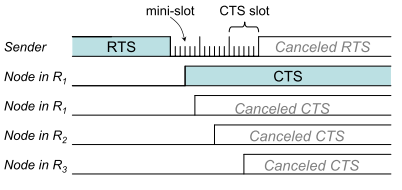 mini-slot CTS slot
Sender RTS Canceled RTS
Node in R1 CTS
Node in R1 Canceled CTS
Node in R2 Canceled CTS
Node in R3 Canceled CTS